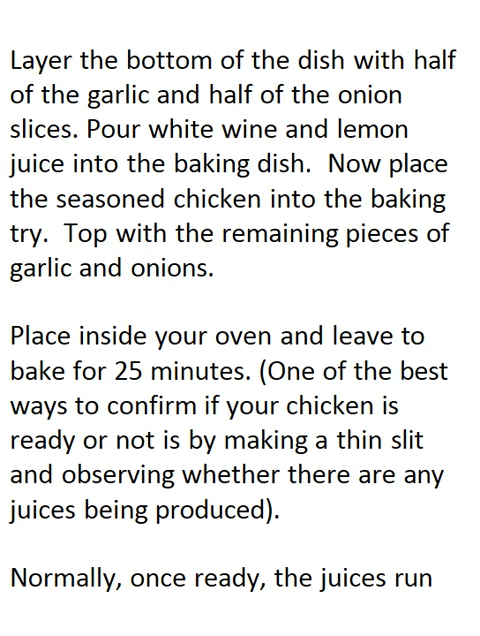 Layer the bottom of the dish with half
of the garlic and half of the onion
slices. Pour white wine and lemon
juice into the baking dish.  Now place
the seasoned chicken into the baking
try.  Top with the remaining pieces of
garlic and onions.

Place inside your oven and leave to
bake for 25 minutes. (One of the best
ways to confirm if your chicken is
ready or not is by making a thin slit
and observing whether there are any
juices being produced).

Normally, once ready, the juices run